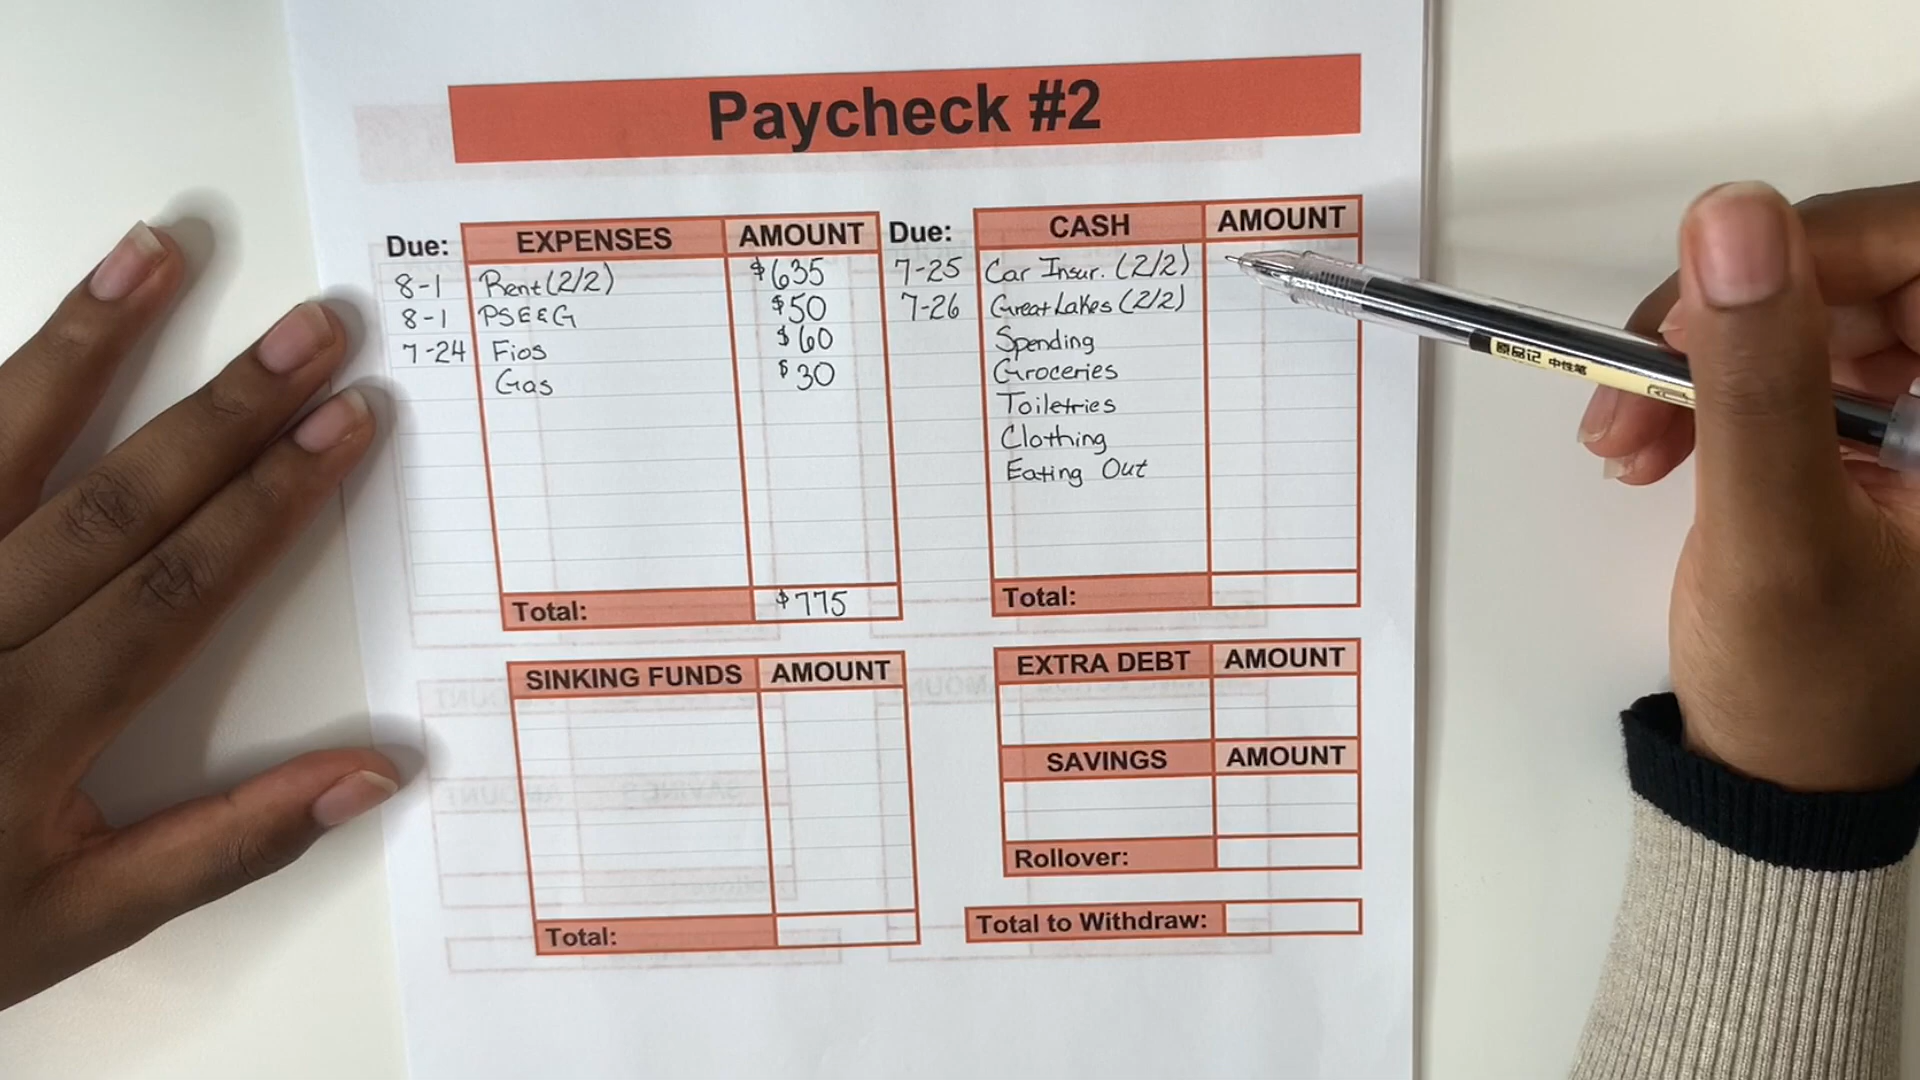 Paycheck #2
Due: EXPENSES AMOUNT
8-1 Rent (2/2) $635
8-1 PSE&G $50
7-24 Fios $60
Gas $30
Total: $775
Due: CASH AMOUNT
7-25 Car Insur. (2/2)
7-26 Great Lakes (2/2)
Spending
Groceries
Toiletries
Clothing
Eating Out
Total:
SINKING FUNDS AMOUNT
Total:
EXTRA DEBT AMOUNT
SAVINGS AMOUNT
Rollover:
Total to Withdraw:
中性笔